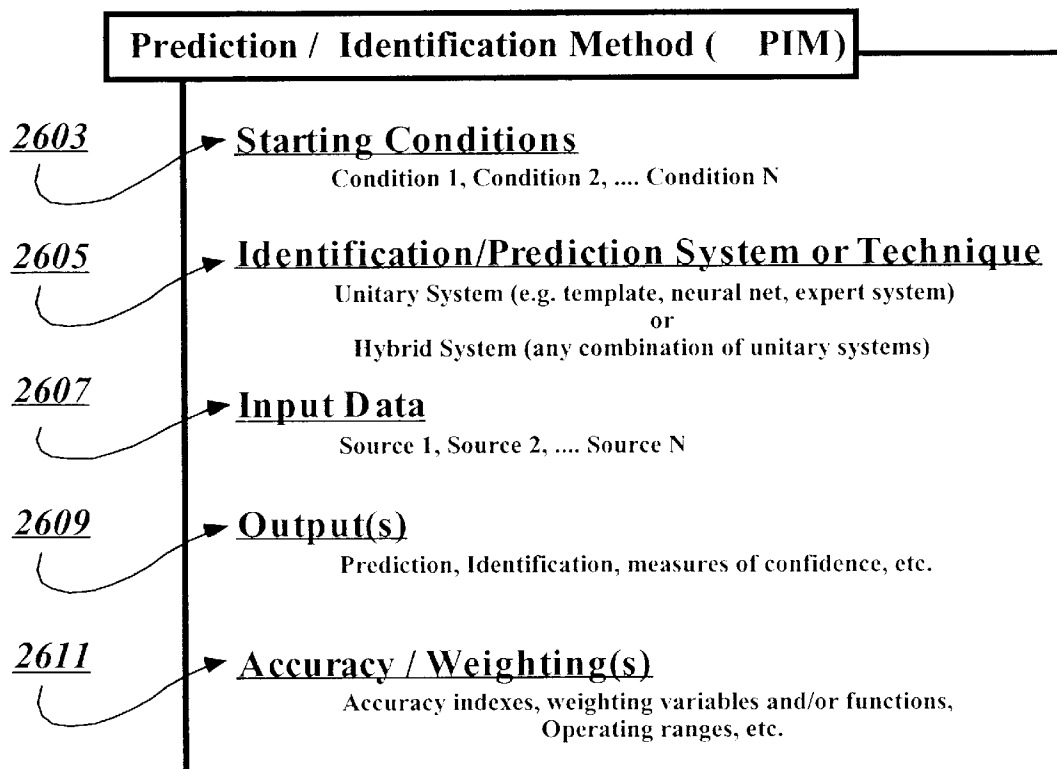 Prediction / Identification Method ( PIM)
2603
Starting Conditions
Condition 1, Condition 2, .... Condition N
2605
Identification/Prediction System or Technique
Unitary System (e.g. template, neural net, expert system)
or
Hybrid System (any combination of unitary systems)
2607
Input Data
Source 1, Source 2, .... Source N
2609
Output(s)
Prediction, Identification, measures of confidence, etc.
2611
Accuracy / Weighting(s)
Accuracy indexes, weighting variables and/or functions,
Operating ranges, etc.